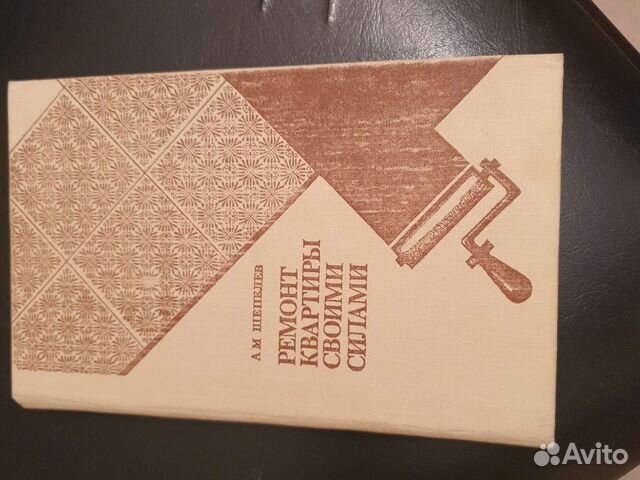 А М ШЕПЕЛЕВ
РЕМОНТ
КВАРТИРЫ
СВОИМИ
СИЛАМИ
Avito